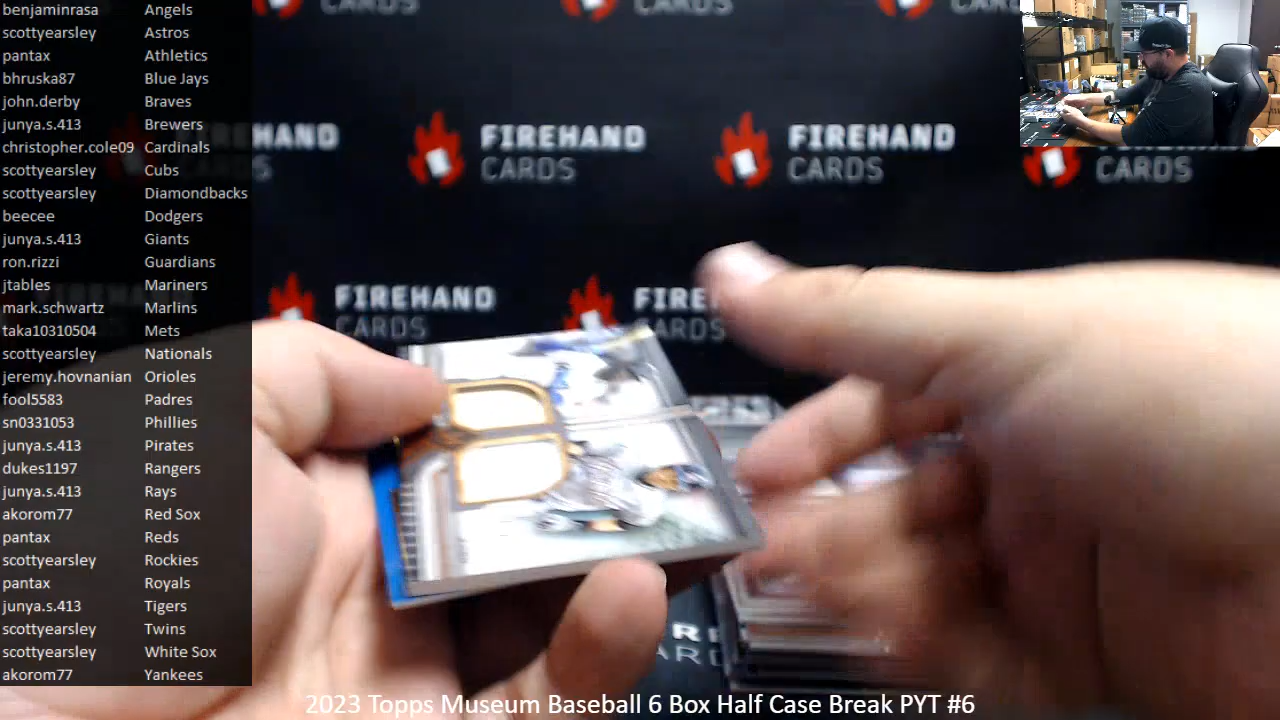 benjaminrasa Angels
scottyearsley Astros
pantax Athletics
bhruska87 Blue Jays
john.derby Braves
junya.s.413 Brewers
christopher.cole09 Cardinals
scottyearsley Cubs
scottyearsley Diamondbacks
beecee Dodgers
junya.s.413 Giants
ron.rizzi Guardians
jtables Mariners
mark.schwartz Marlins
taka10310504 Mets
scottyearsley Nationals
jeremy.hovnanian Orioles
fool5583 Padres
sn0331053 Phillies
junya.s.413 Pirates
dukes1197 Rangers
junya.s.413 Rays
akorom77 Red Sox
pantax Reds
scottyearsley Rockies
pantax Royals
junya.s.413 Tigers
scottyearsley Twins
scottyearsley White Sox
akorom77 Yankees
CARDS
CARDS
CARDS
FIREHAND
CARDS
FIREHAND
CARDS
CARDS
FIREHAND
CARDS
CARDS
2023 Topps Museum Baseball 6 Box Half Case Break PYT #6